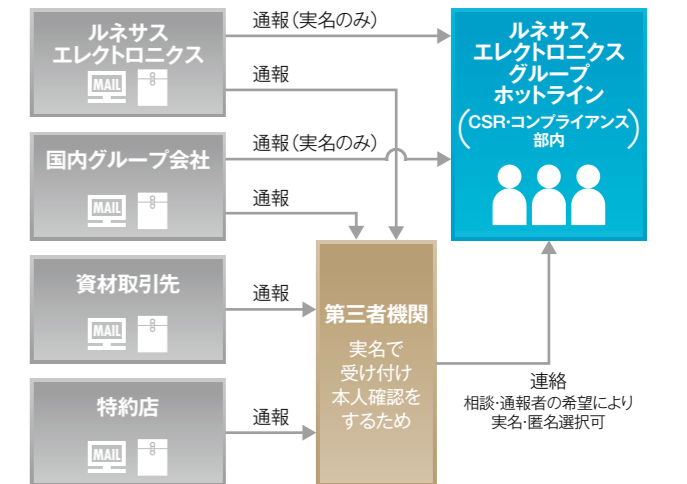 ルネサス
エレクトロニクス
MAIL
通報（実名のみ）
通報
ルネサス
エレクトロニクス
グループ
ホットライン
（CSR・コンプライアンス
部内）
国内グループ会社
MAIL
通報（実名のみ）
通報
資材取引先
MAIL
通報
特約店
MAIL
通報
第三者機関
実名で
受け付け
本人確認を
するため
連絡
相談・通報者の希望により
実名・匿名選択可